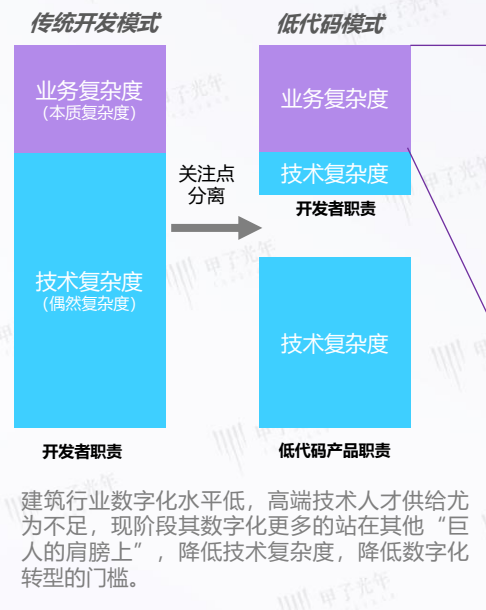 传统开发模式
低代码模式
业务复杂度
（本质复杂度）
业务复杂度
关注点
分离
技术复杂度
开发者职责
技术复杂度
（偶然复杂度）
技术复杂度
开发者职责
低代码产品职责
建筑行业数字化水平低，高端技术人才供给尤
为不足，现阶段其数字化更多的站在其他“巨
人的肩膀上”，降低技术复杂度，降低数字化
转型的门槛。
甲子光年